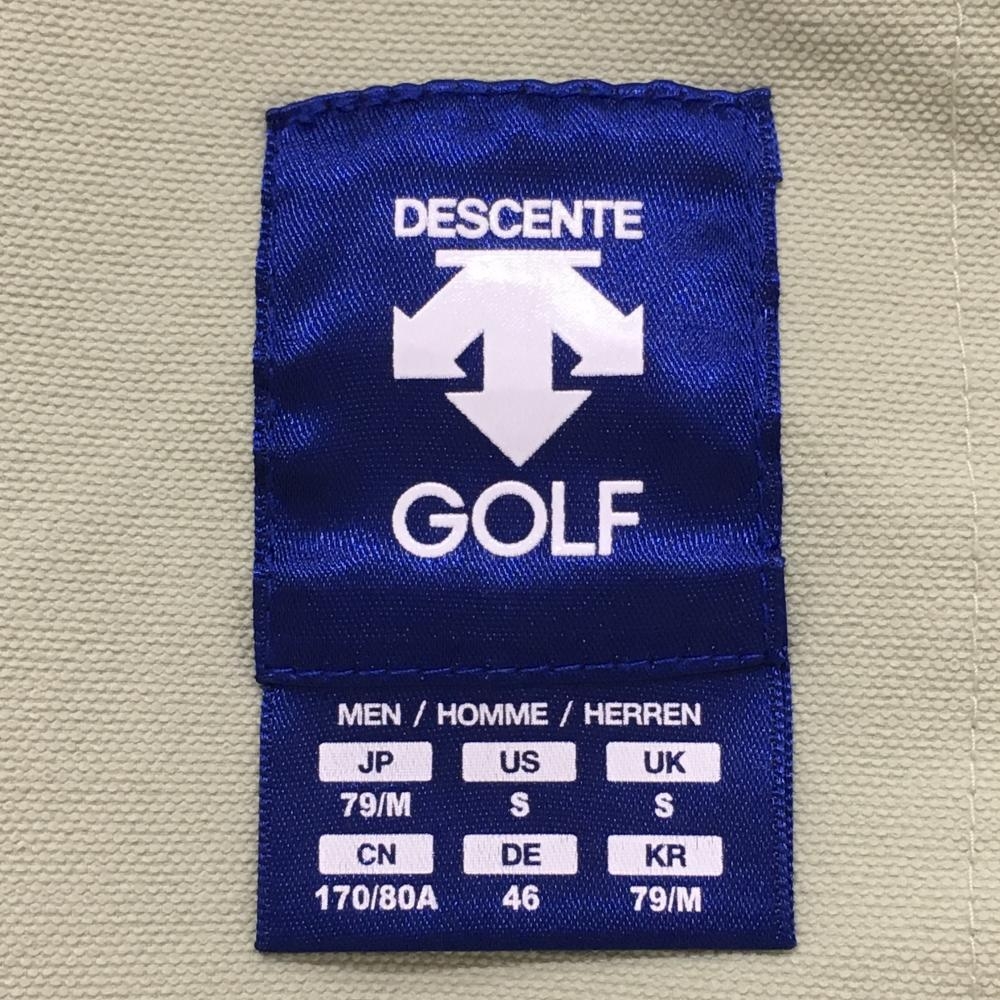 DESCENTE
GOLF
MEN / HOMME / HERREN
JP US UK
79/M S S
CN DE KR
170/80A 46 79/M